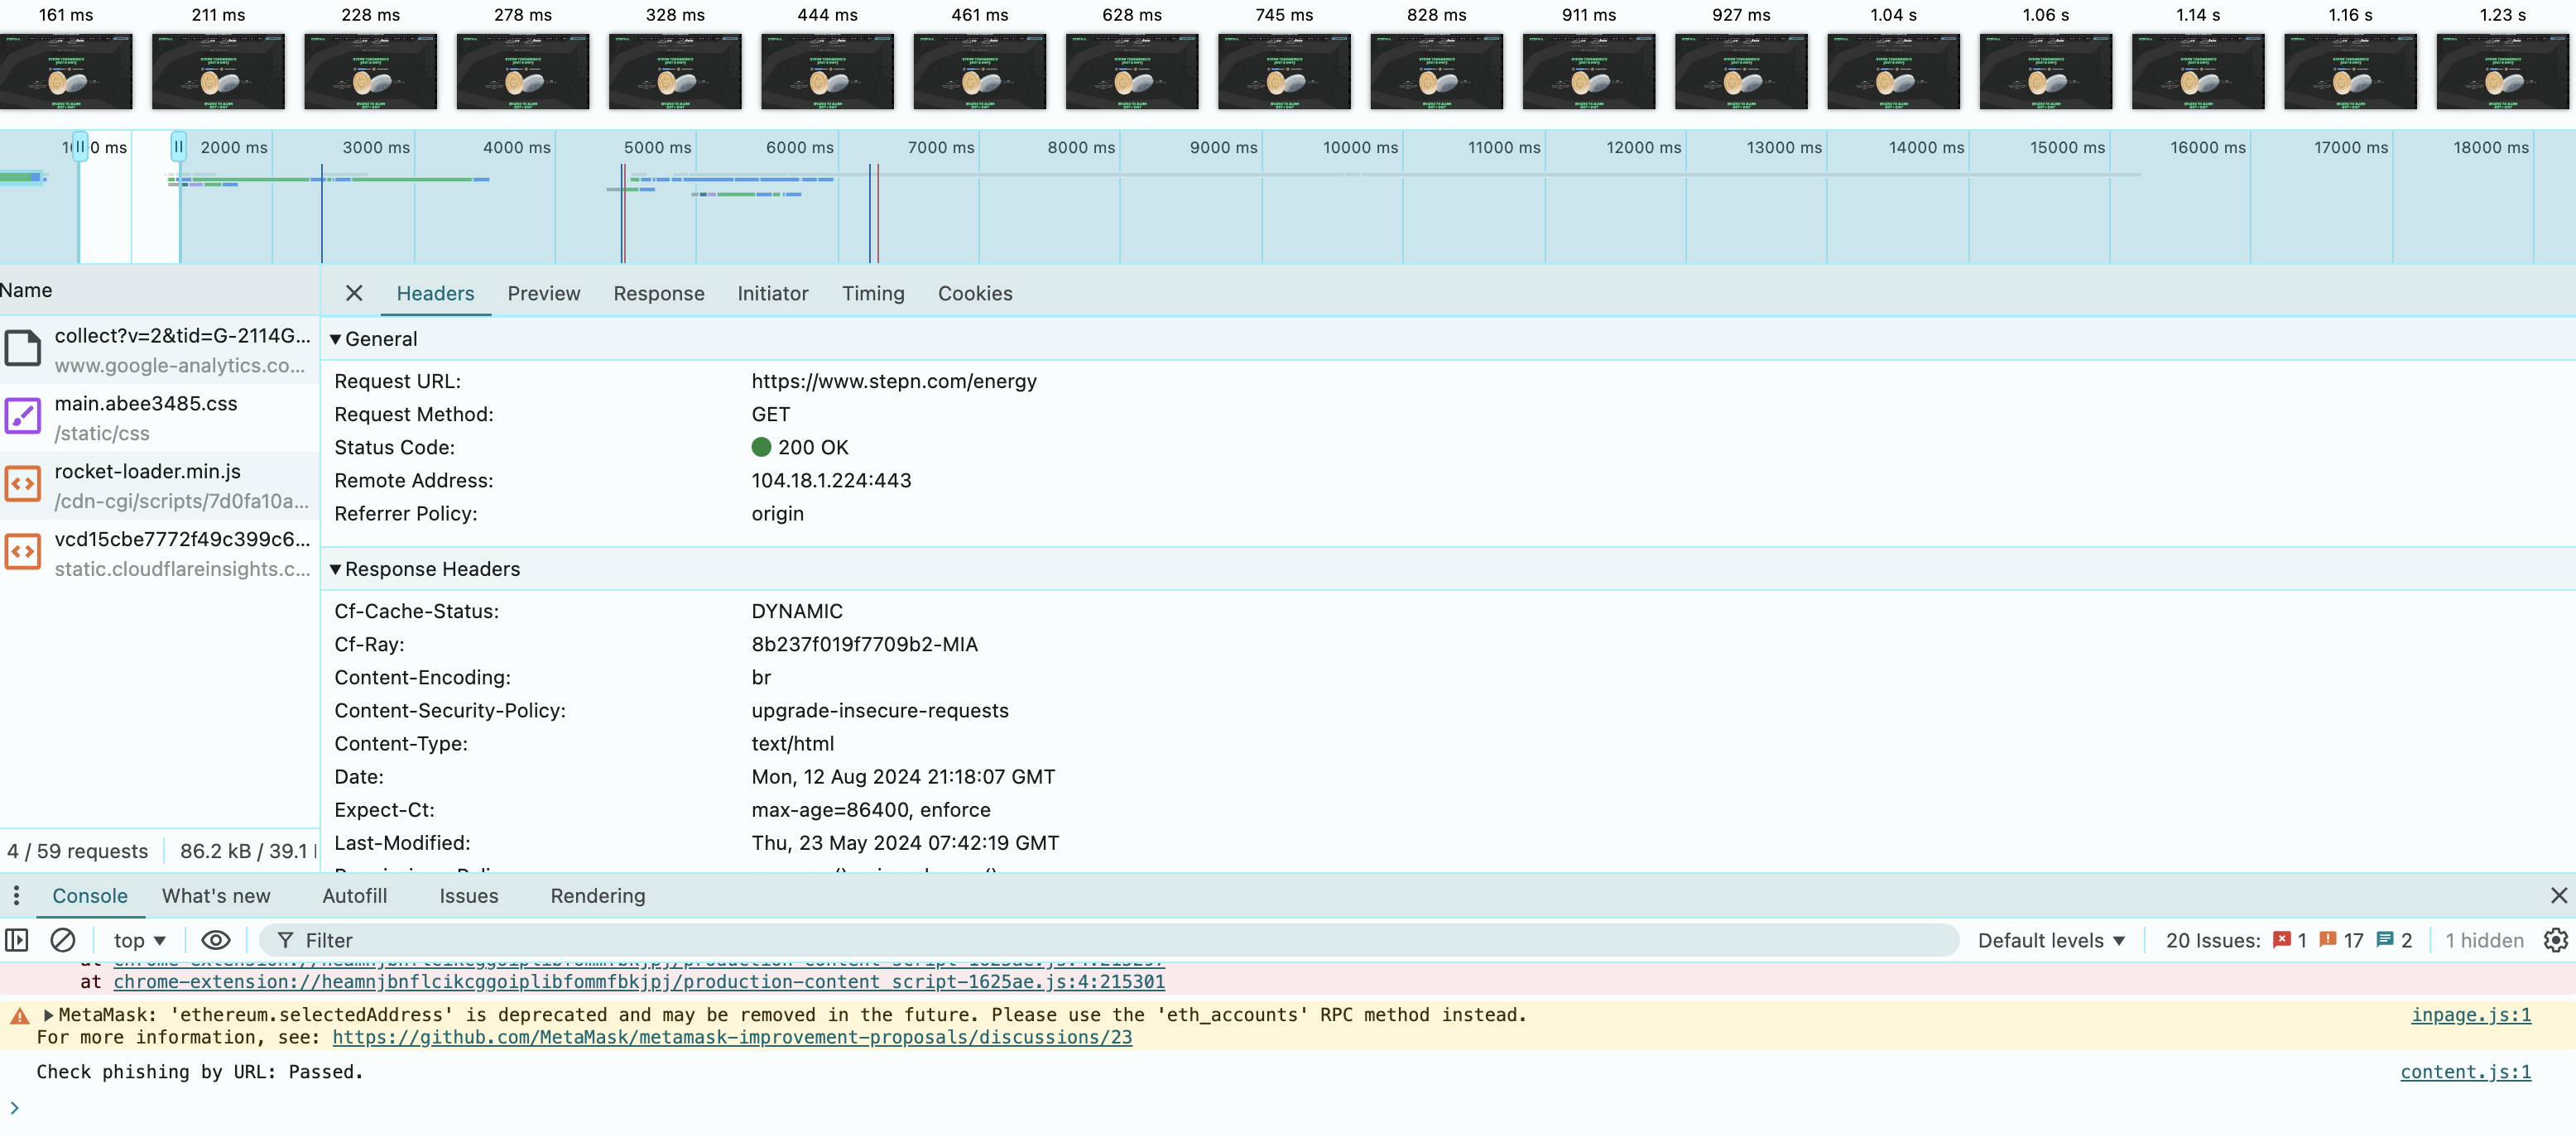 161 ms 211 ms 228 ms 278 ms 328 ms 444 ms 461 ms 628 ms 745 ms 828 ms 911 ms 927 ms 1.04 s 1.06 s 1.14 s 1.16 s 1.23 s
2000 ms 3000 ms 4000 ms 5000 ms 6000 ms 7000 ms 8000 ms 9000 ms 10000 ms 11000 ms 12000 ms 13000 ms 14000 ms 15000 ms 16000 ms 17000 ms 18000 ms
Name
collect?v=2&tid=G-2114G...
www.google-analytics.co...
main.abee3485.css
/static/css
rocket-loader.min.js
/cdn-cgi/scripts/7d0fa10a...
vcd15cbe7772f49c399c6...
static.cloudflareinsights.c...
4 / 59 requests 86.2 kB / 39.1
Headers Preview Response Initiator Timing Cookies
General
Request URL: https://www.stepn.com/energy
Request Method: GET
Status Code: 200 OK
Remote Address: 104.18.1.224:443
Referrer Policy: origin
Response Headers
Cf-Cache-Status: DYNAMIC
Cf-Ray: 8b237f019f7709b2-MIA
Content-Encoding: br
Content-Security-Policy: upgrade-insecure-requests
Content-Type: text/html
Date: Mon, 12 Aug 2024 21:18:07 GMT
Expect-Ct: max-age=86400, enforce
Last-Modified: Thu, 23 May 2024 07:42:19 GMT
Console What's new Autofill Issues Rendering
top Filter Default levels 20 Issues: 1 17 2 1 hidden
at chrome-extension://heamnjbnflcikcggoiplibfommfbkjpj/production-content_script-1625ae.js:4:215301
MetaMask: 'ethereum.selectedAddress' is deprecated and may be removed in the future. Please use the 'eth_accounts' RPC method instead. inpage.js:1
For more information, see: https://github.com/MetaMask/metamask-improvement-proposals/discussions/23
Check phishing by URL: Passed. content.js:1